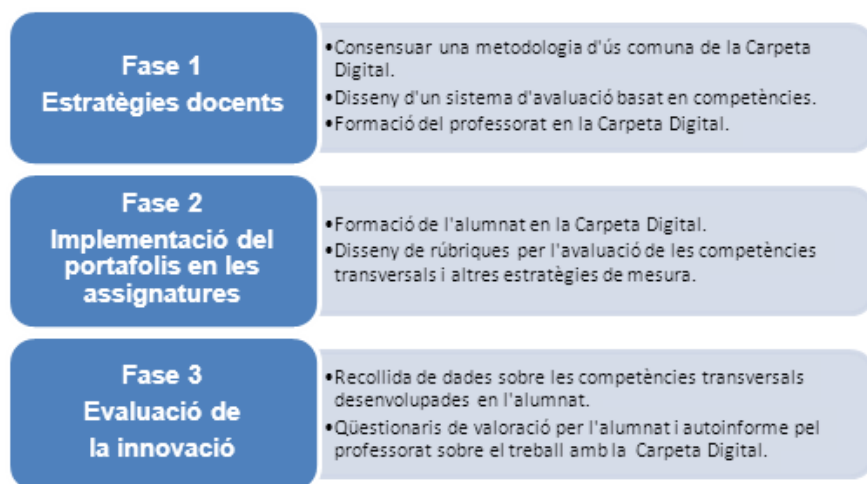 Fase 1
Estratègies docents
•Consensuar una metodologia d'ús comuna de la Carpeta
Digital.
•Disseny d'un sistema d'avaluació basat en competències.
•Formació del professorat en la Carpeta Digital.
Fase 2
Implementació del
portafolis en les
assignatures
•Formació de l'alumnat en la Carpeta Digital.
•Disseny de rúbriques per l'avaluació de les competències
transversals i altres estratègies de mesura.
Fase 3
Evaluació de
la innovació
•Recollida de dades sobre les competències transversals
desenvolupades en l'alumnat.
•Qüestionaris de valoració per l'alumnat i autoinforme pel
professorat sobre el treball amb la Carpeta Digital.